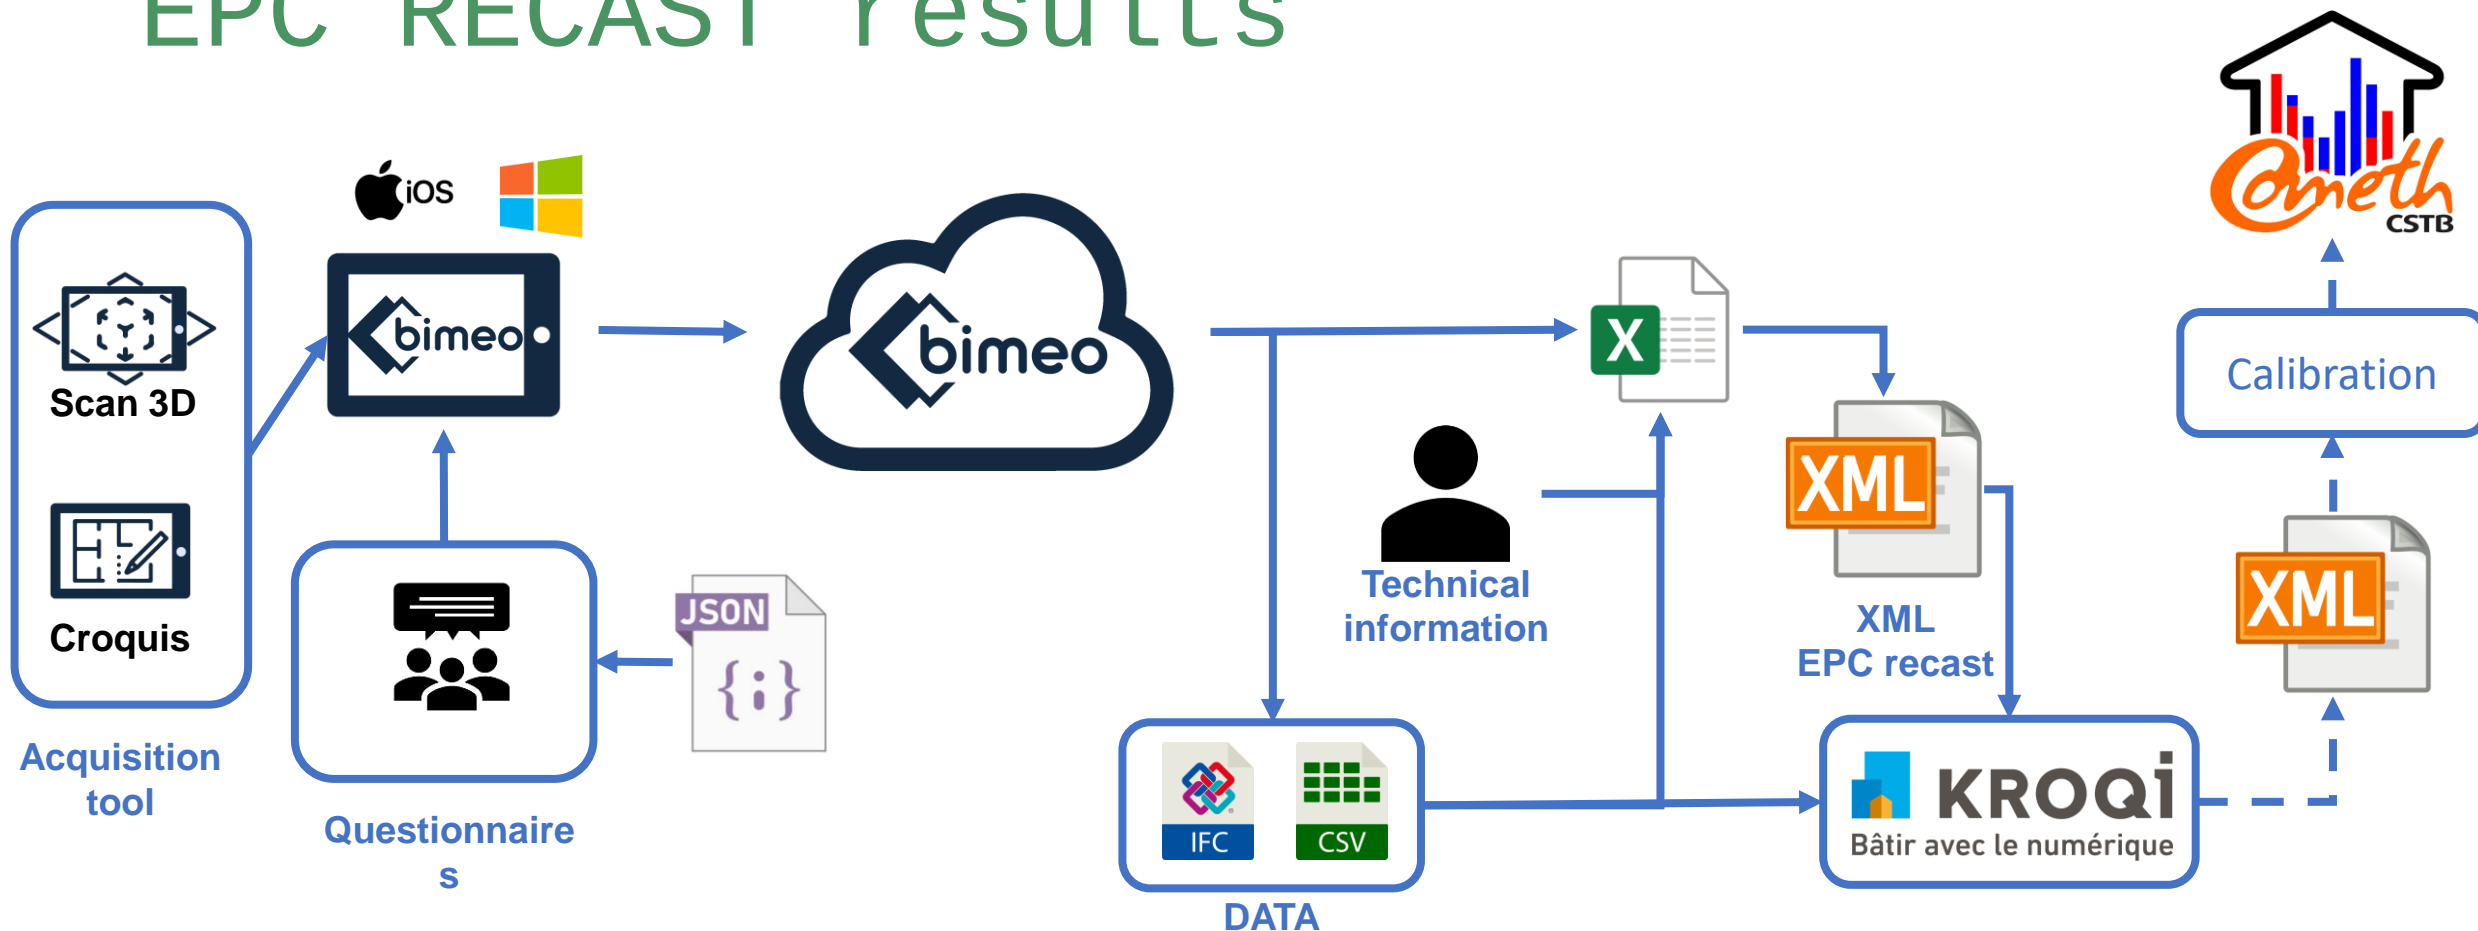 EPC RECAST results
iOS
Scan 3D
Croquis
Acquisition
tool
bimeo
Questionnaire
s
JSON
{i}
bimeo
X
Technical
information
IFC
CSV
DATA
XML
XML
EPC recast
KROQi
Bâtir avec le numérique
XML
Calibration
Cometh
CSTB